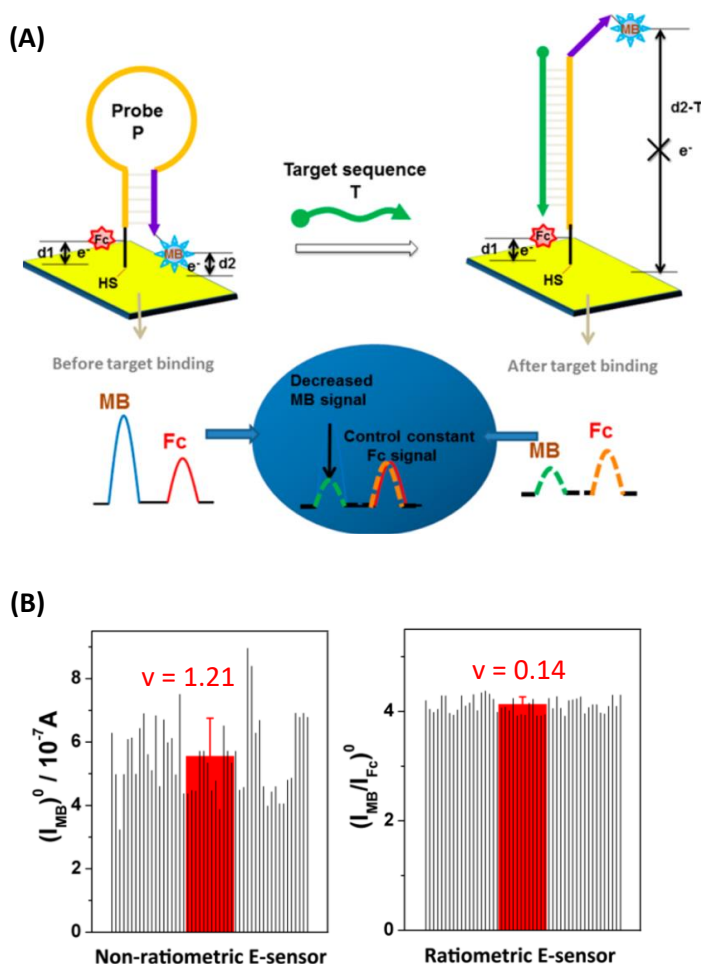 (A)
Probe
P
Fc
d1
e-
MB
e-
d2
HS
Target sequence
T
MB
d2-T
e-
Fc
d1
e-
HS
Before target binding
After target binding
MB
Fc
Decreased
MB signal
Control constant
Fc signal
MB
Fc
(B)
(I_MB)^0 / 10^-7 A
8
6
4
2
0
v = 1.21
Non-ratiometric E-sensor
(I_MB/I_Fc)^0
4
2
0
v = 0.14
Ratiometric E-sensor